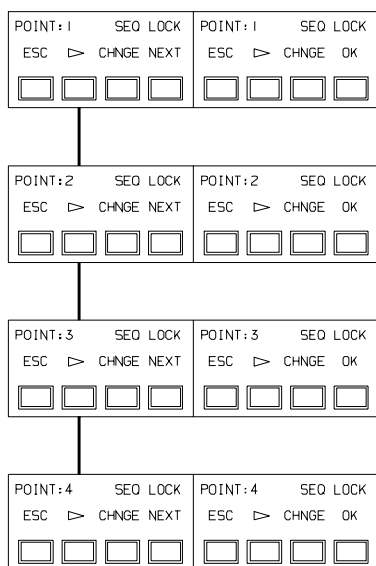 POINT:1 SEQ LOCK POINT:1 SEQ LOCK
ESC ▷ CHNGE NEXT ESC ▷ CHNGE OK
POINT:2 SEQ LOCK POINT:2 SEQ LOCK
ESC ▷ CHNGE NEXT ESC ▷ CHNGE OK
POINT:3 SEQ LOCK POINT:3 SEQ LOCK
ESC ▷ CHNGE NEXT ESC ▷ CHNGE OK
POINT:4 SEQ LOCK POINT:4 SEQ LOCK
ESC ▷ CHNGE NEXT ESC ▷ CHNGE OK